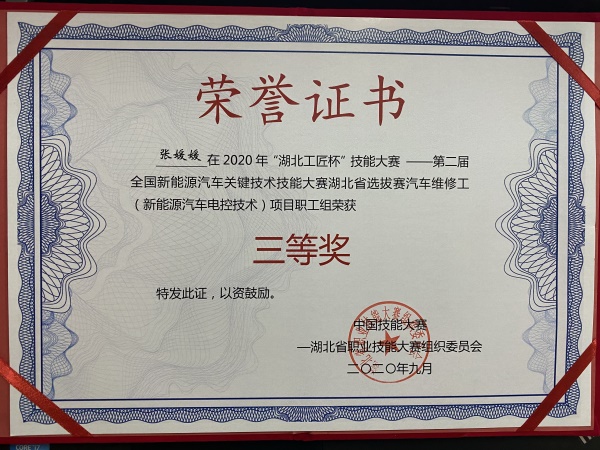 荣誉证书
张媛媛 在 2020 年“湖北工匠杯”技能大赛 ——第二届
全国新能源汽车关键技术技能大赛湖北省选拔赛汽车维修工
（新能源汽车电控技术）项目职工组荣获
三等奖
特发此证，以资鼓励。
中国技能大赛
—湖北省职业技能大赛组织委员会
二〇二〇年九月
CORE i7